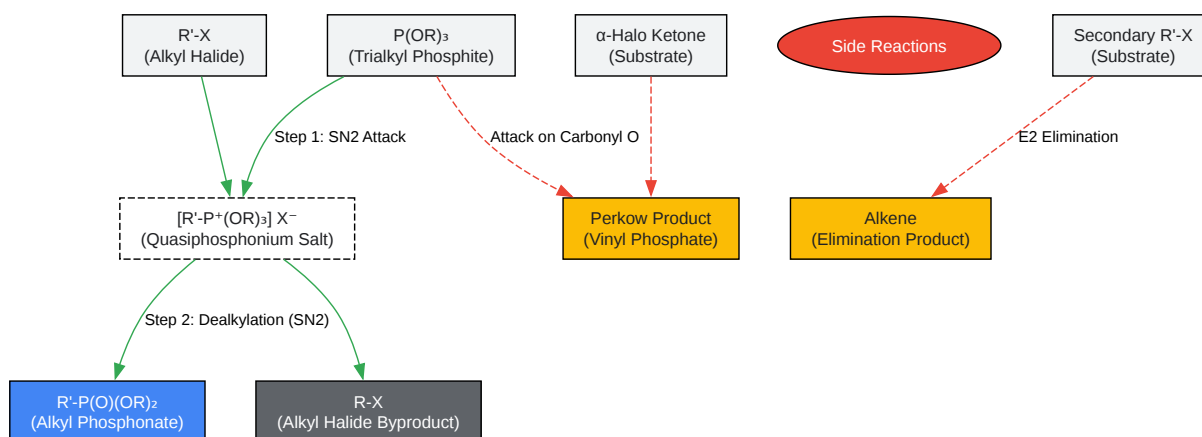 R'-X
(Alkyl Halide)
P(OR)₃
(Trialkyl Phosphite)
α-Halo Ketone
(Substrate)
Side Reactions
Secondary R'-X
(Substrate)
Step 1: SN2 Attack
Attack on Carbonyl O
E2 Elimination
[R'-P⁺(OR)₃] X⁻
(Quasiphosphonium Salt)
Perkow Product
(Vinyl Phosphate)
Alkene
(Elimination Product)
Step 2: Dealkylation (SN2)
R'-P(O)(OR)₂
(Alkyl Phosphonate)
R-X
(Alkyl Halide Byproduct)